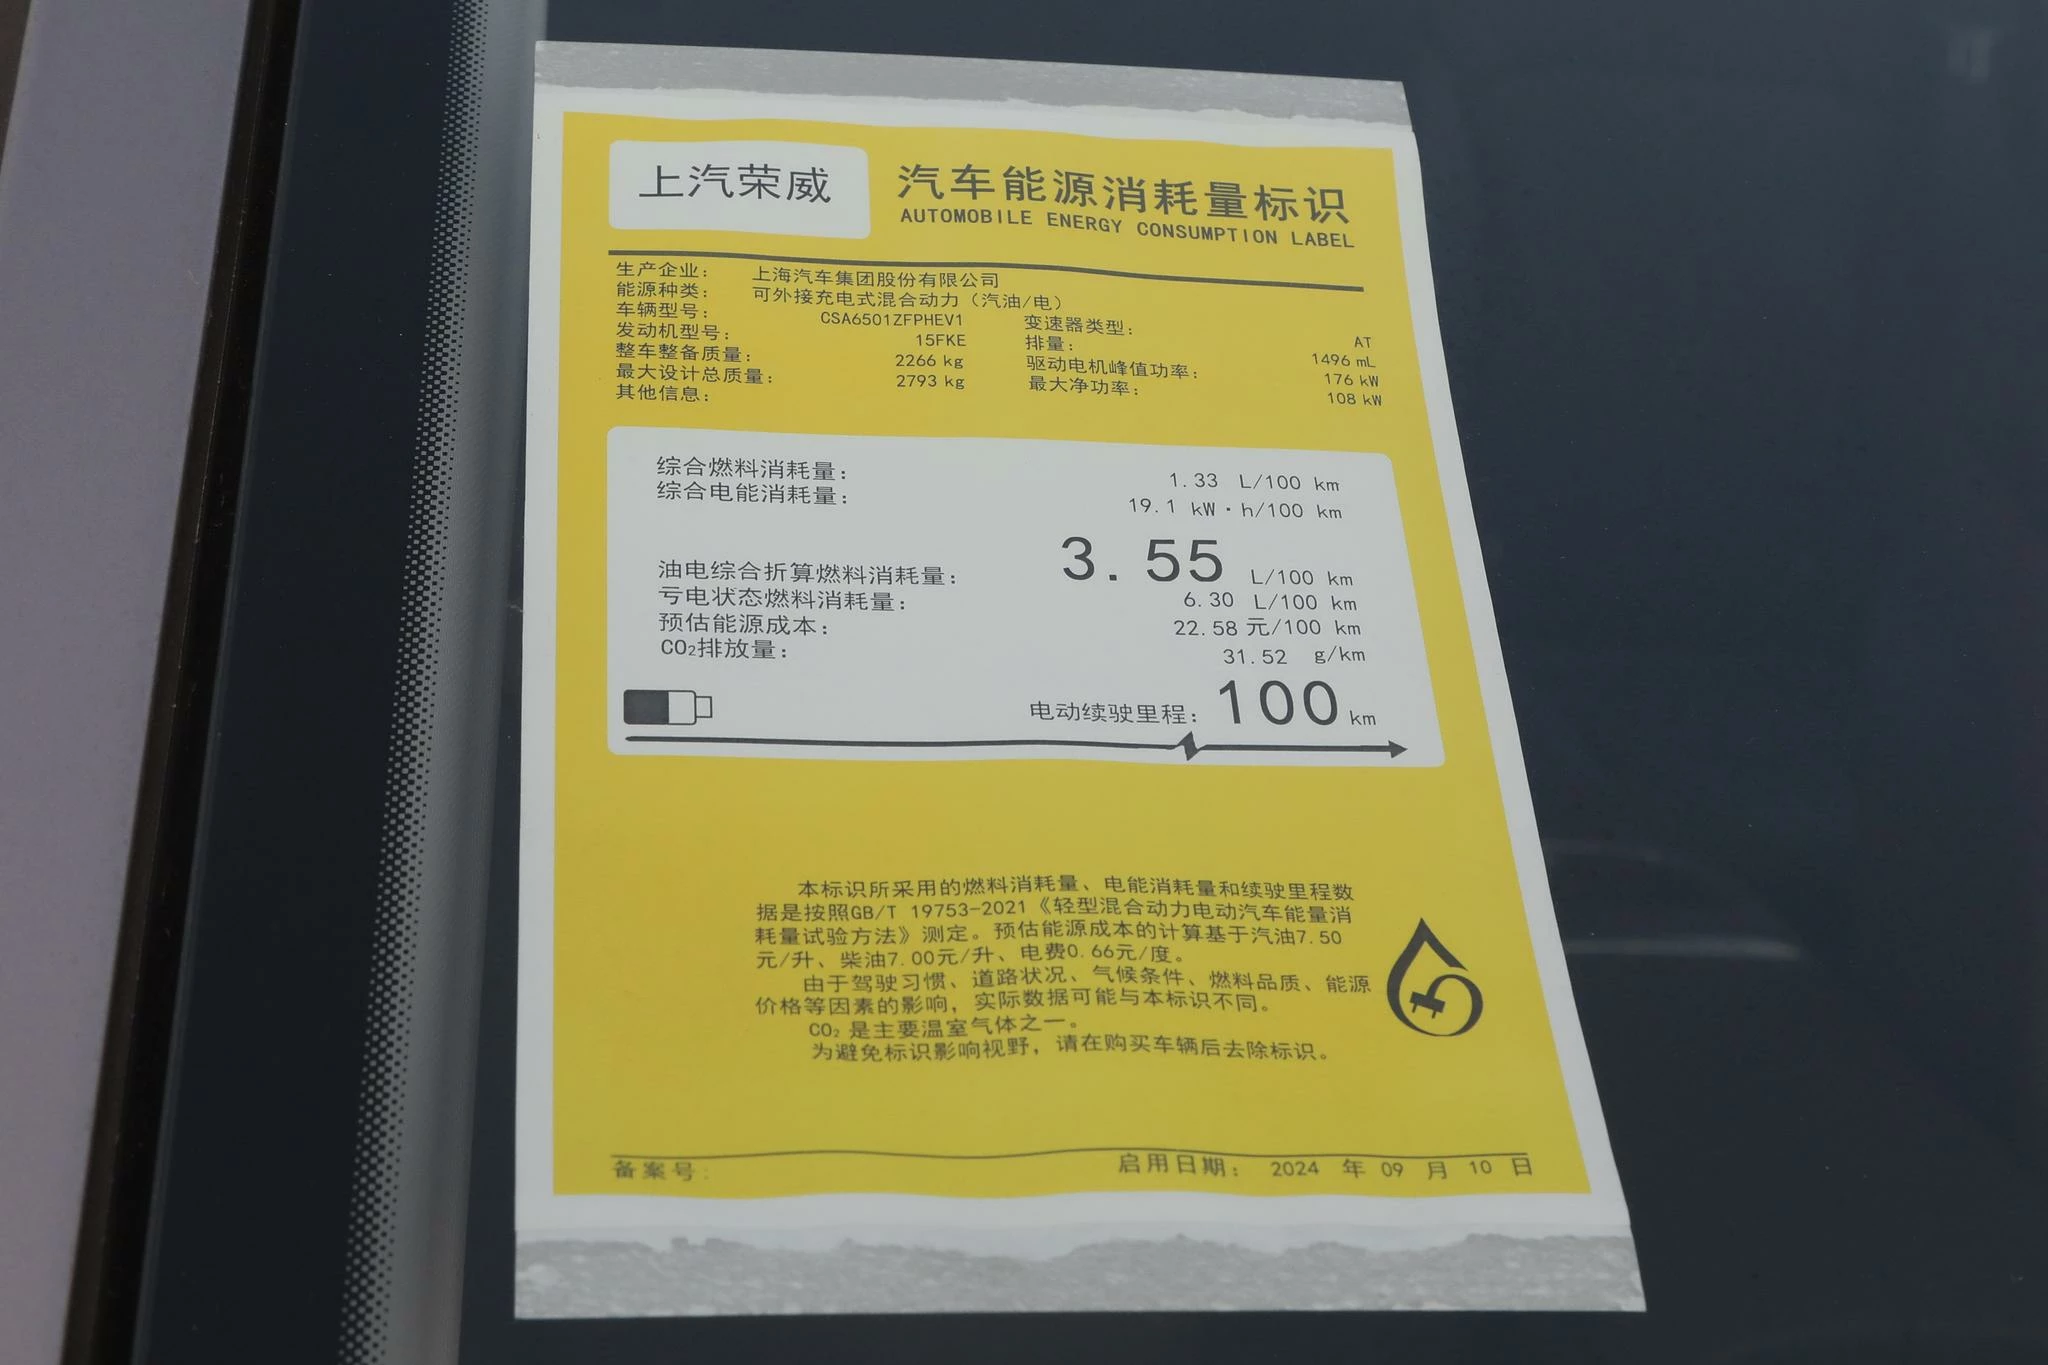 上汽荣威
汽车能源消耗量标识
AUTOMOBILE ENERGY CONSUMPTION LABEL
生产企业: 上海汽车集团股份有限公司
能源种类: 可外接充电式混合动力（汽油/电）
车辆型号: CSA6501ZFPHEV1 变速器类型: AT
发动机型号: 15FKE 排量: 1496 mL
整车整备质量: 2266 kg 驱动电机峰值功率: 176 kW
最大设计总质量: 2793 kg 最大净功率: 108 kW
其他信息:
综合燃料消耗量: 1.33 L/100 km
综合电能消耗量: 19.1 kW·h/100 km
油电综合折算燃料消耗量: 3.55 L/100 km
亏电状态燃料消耗量: 6.30 L/100 km
预估能源成本: 22.58 元/100 km
CO₂排放量: 31.52 g/km
电动续驶里程: 100 km
本标识所采用的燃料消耗量、电能消耗量和续驶里程数
据是按照GB/T 19753-2021《轻型混合动力电动汽车能量消
耗量试验方法》测定。预估能源成本的计算基于汽油7.50
元/升、柴油7.00元/升、电费0.66元/度。
由于驾驶习惯、道路状况、气候条件、燃料品质、能源
价格等因素的影响，实际数据可能与本标识不同。
CO₂ 是主要温室气体之一。
为避免标识影响视野，请在购买车辆后去除标识。
备案号: 启用日期: 2024 年 09 月 10 日